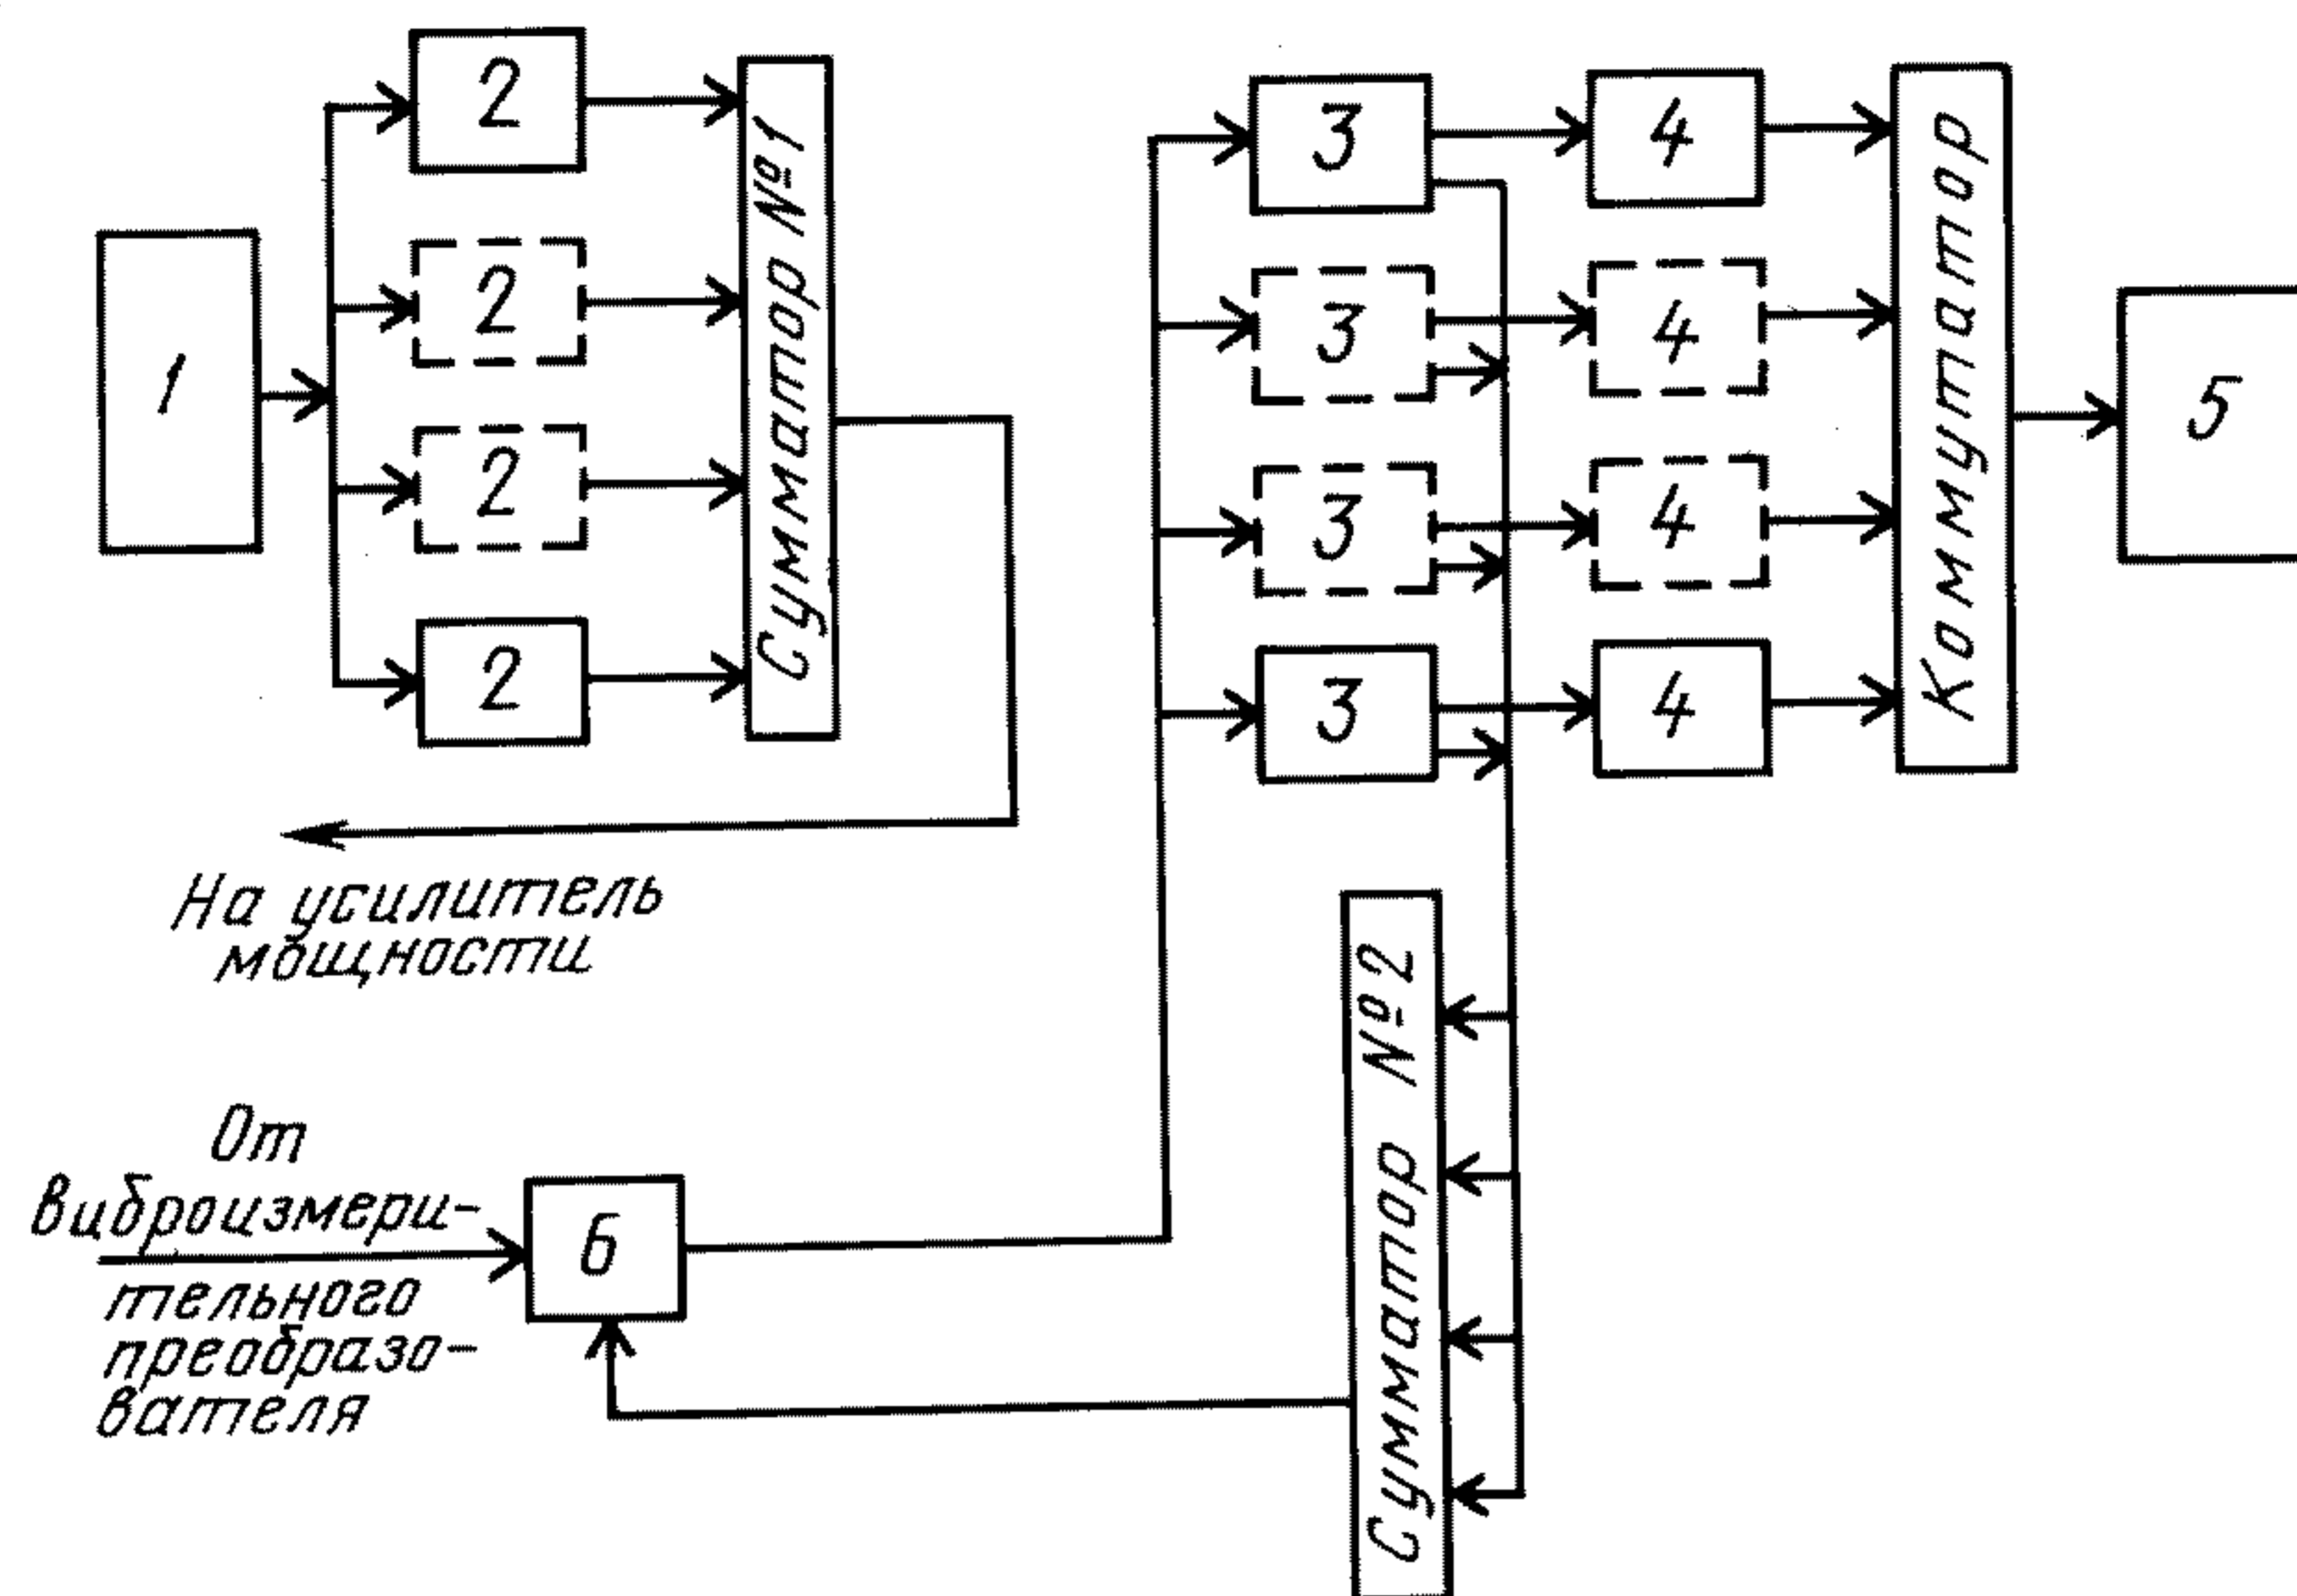 1
2
2
2
2
Сумматор №1
На усилитель
мощности
3
3
3
3
4
4
4
4
Коммутатор
5
Сумматор №2
От
виброизмери-
тельного
преобразо-
вателя
6